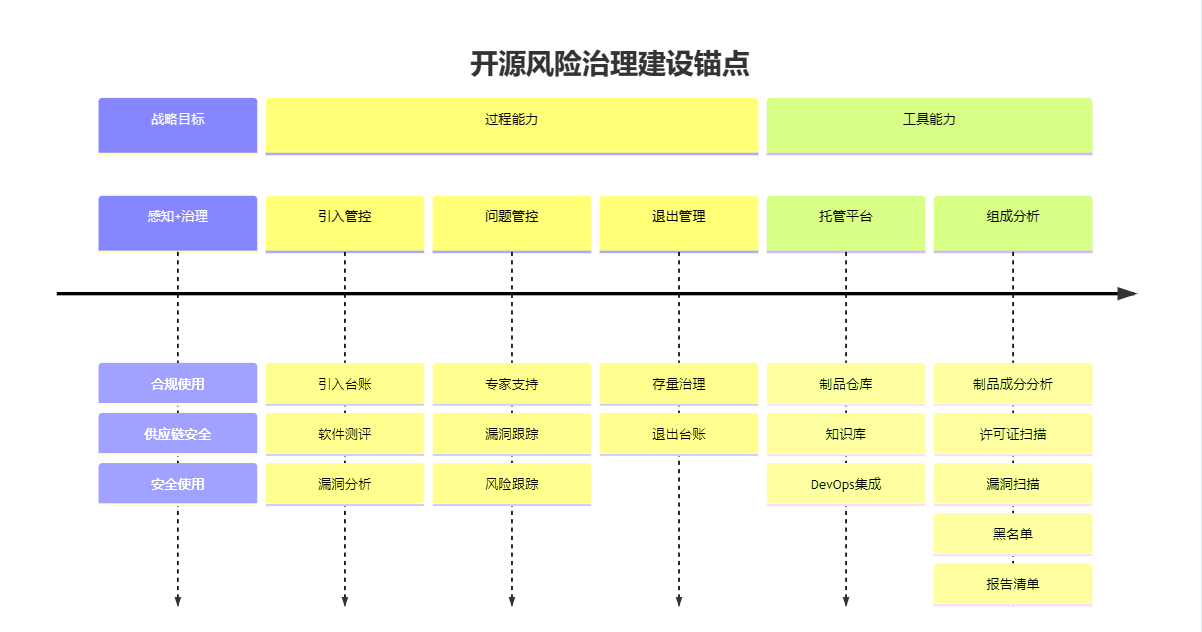 开源风险治理建设锚点
战略目标 过程能力 工具能力
感知+治理 引入管控 问题管控 退出管理 托管平台 组成分析
合规使用 引入台账 专家支持 存量治理 制品仓库 制品成分分析
供应链安全 软件测评 漏洞跟踪 退出台账 知识库 许可证扫描
安全使用 漏洞分析 风险跟踪 DevOps集成 漏洞扫描
黑名单
报告清单